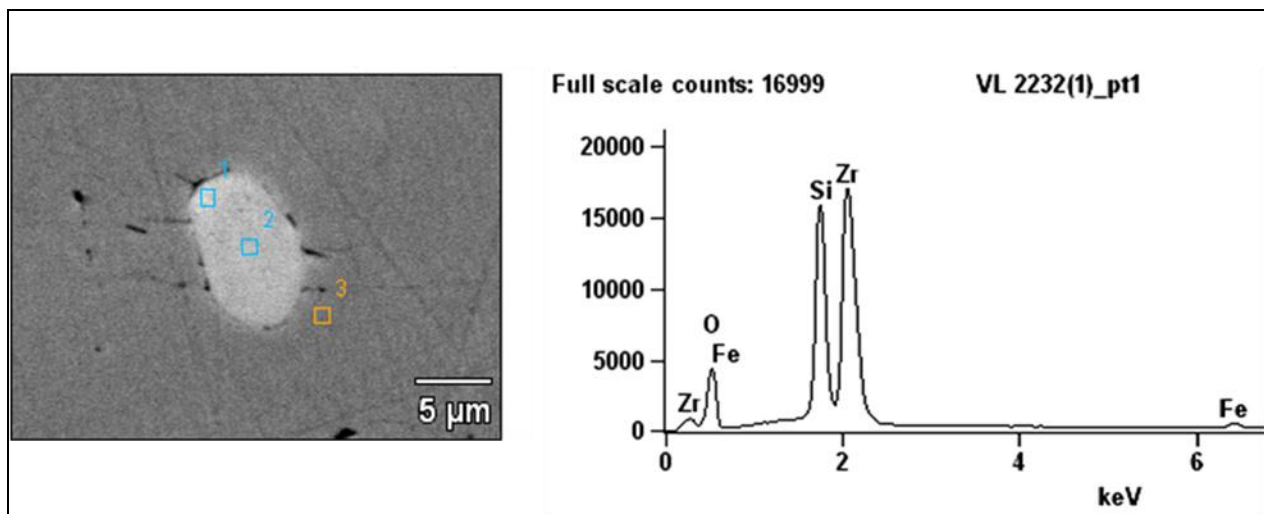 1
2
3
5 µm
Full scale counts: 16999
VL 2232(1)_pt1
20000
15000
10000
5000
0
Zr
O
Fe
Si
Zr
Fe
0
2
4
6
keV